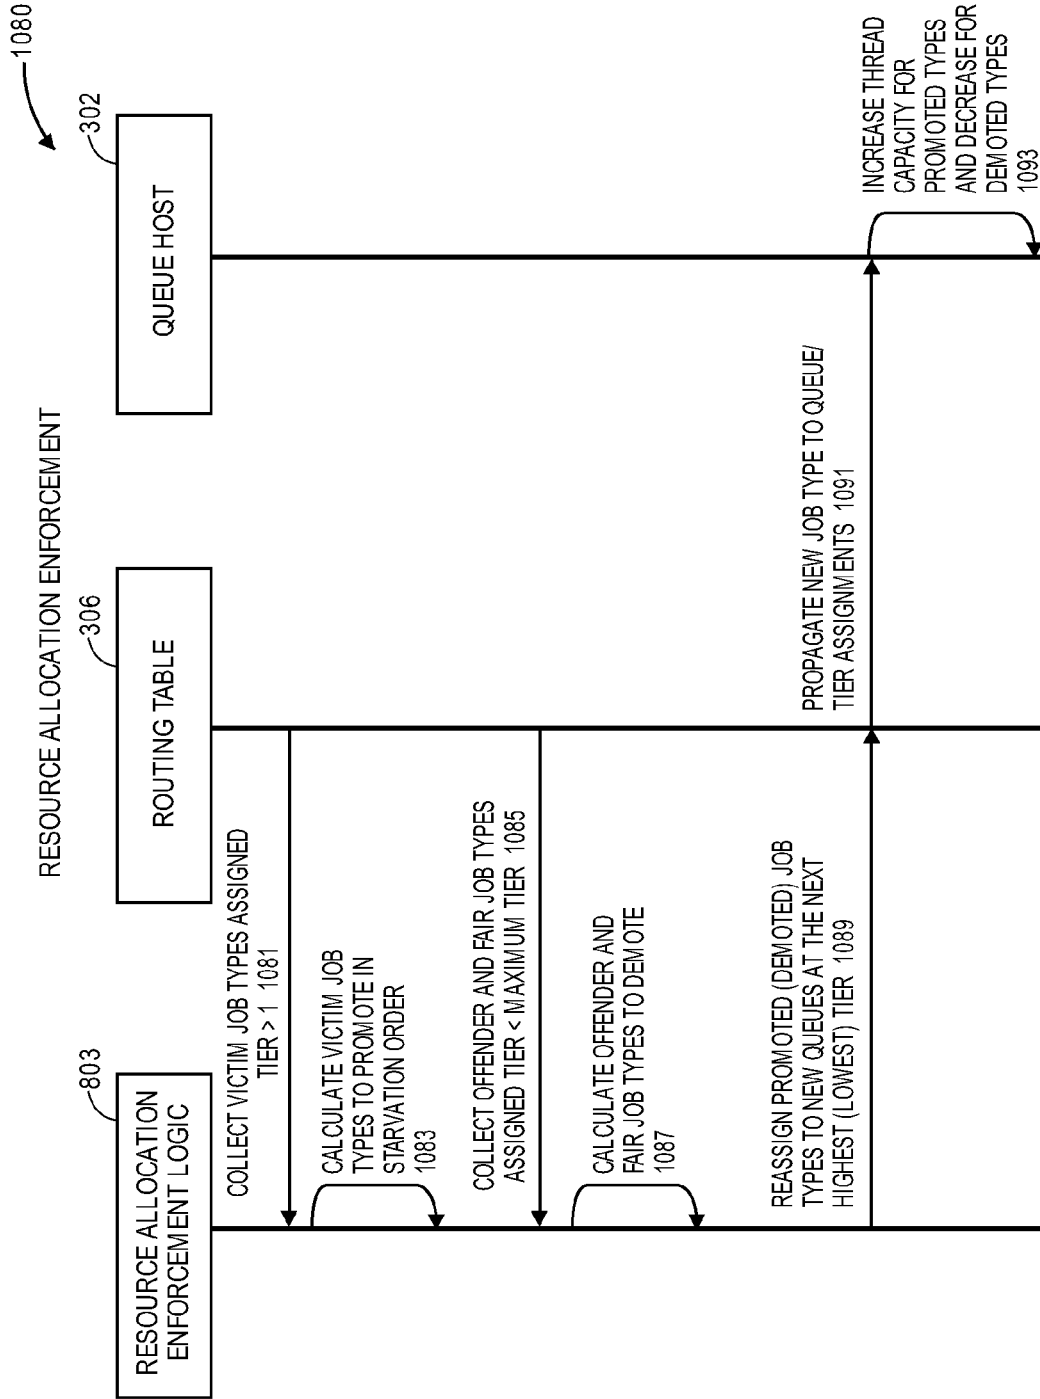 RESOURCE ALLOCATION ENFORCEMENT
1080
803
RESOURCE ALLOCATION
ENFORCEMENT LOGIC
306
ROUTING TABLE
302
QUEUE HOST
COLLECT VICTIM JOB TYPES ASSIGNED
TIER > 1 1081
CALCULATE VICTIM JOB
TYPES TO PROMOTE IN
STARVATION ORDER
1083
COLLECT OFFENDER AND FAIR JOB TYPES
ASSIGNED TIER < MAXIMUM TIER 1085
CALCULATE OFFENDER AND
FAIR JOB TYPES TO DEMOTE
1087
REASSIGN PROMOTED (DEMOTED) JOB
TYPES TO NEW QUEUES AT THE NEXT
HIGHEST (LOWEST) TIER 1089
PROPAGATE NEW JOB TYPE TO QUEUE/
TIER ASSIGNMENTS 1091
INCREASE THREAD
CAPACITY FOR
PROMOTED TYPES
AND DECREASE FOR
DEMOTED TYPES
1093